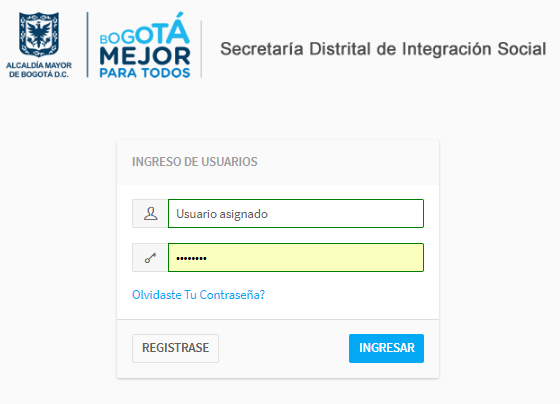 ALCALDÍA MAYOR
DE BOGOTÁ D.C.
BOGOTÁ
MEJOR
PARA TODOS
Secretaría Distrital de Integración Social
INGRESO DE USUARIOS
Usuario asignado
••••••••
Olvidaste Tu Contraseña?
REGISTRASE
INGRESAR